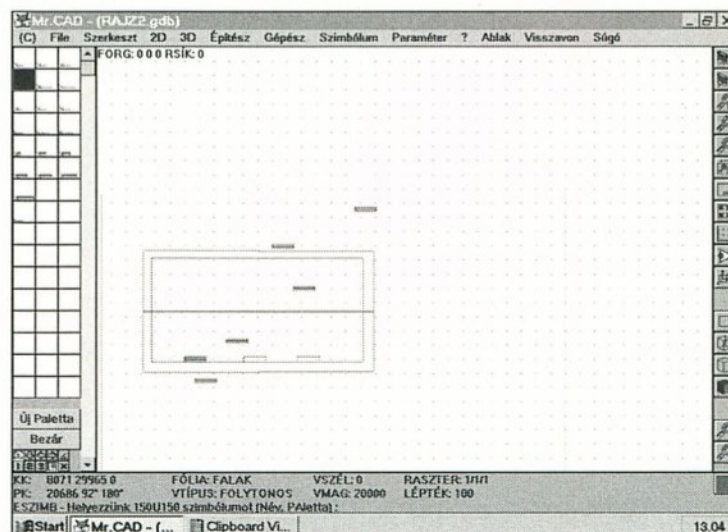 Mr.CAD - (RAJZ2.gdb)
(C) File Szerkeszt 2D 3D Építész Gépész Szimbólum Paraméter ? Ablak Visszavon Súgó
FORG: 0 0 0 RSÍK: 0
Új Paletta
Bezár
KK: 8071 29965 0 FÓLIA: FALAK VSZÉL: 0 RASZTER: 1/1/1
PK: 20686 92° 180° VTÍPUS: FOLYTONOS VMAG: 20000 LÉPTÉK: 100
ESZIMB - Helyezzünk 150U150 szimbólumot (Név, PAletta) :
Start Mr.CAD - (... Clipboard Vi... 13.04